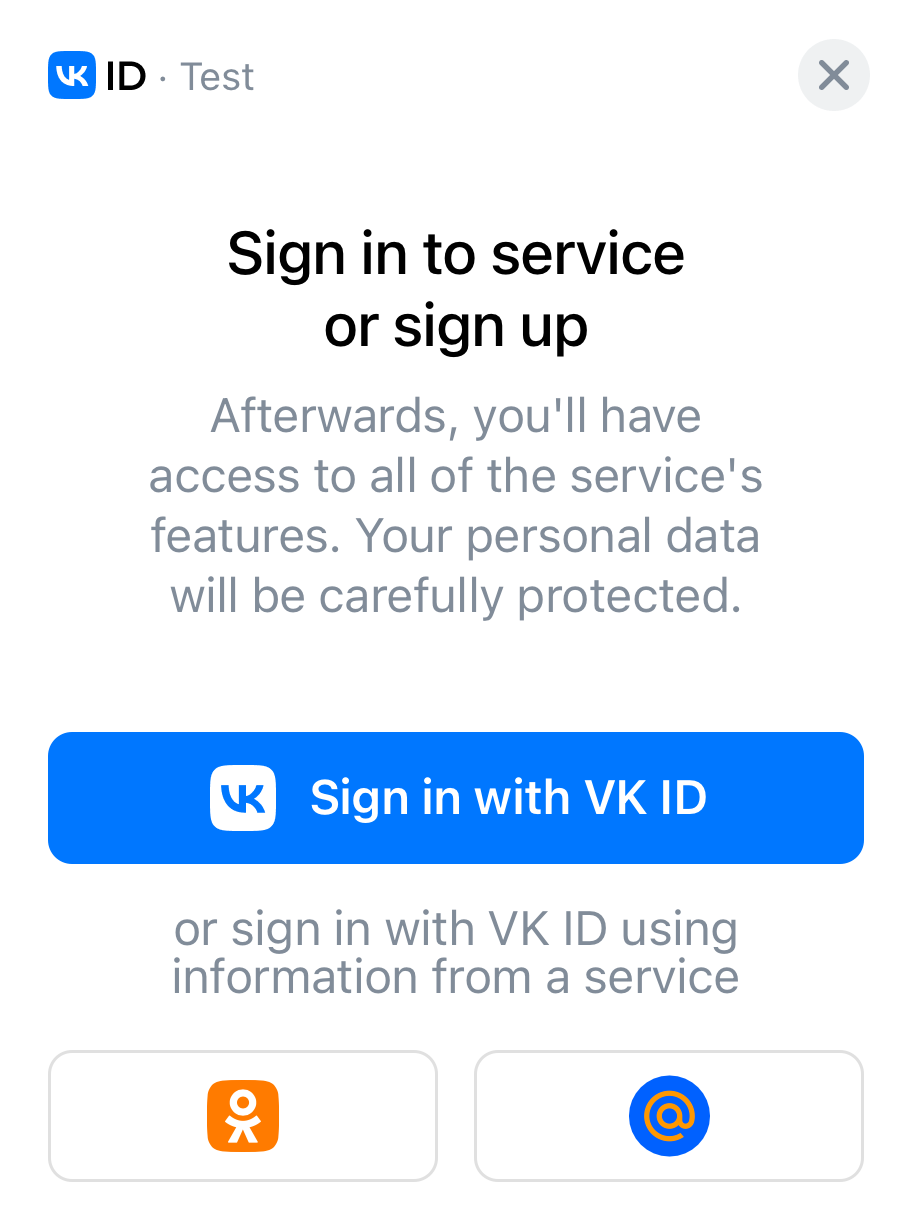 VK ID · Test
Sign in to service
or sign up
Afterwards, you'll have
access to all of the service's
features. Your personal data
will be carefully protected.
VK Sign in with VK ID
or sign in with VK ID using
information from a service